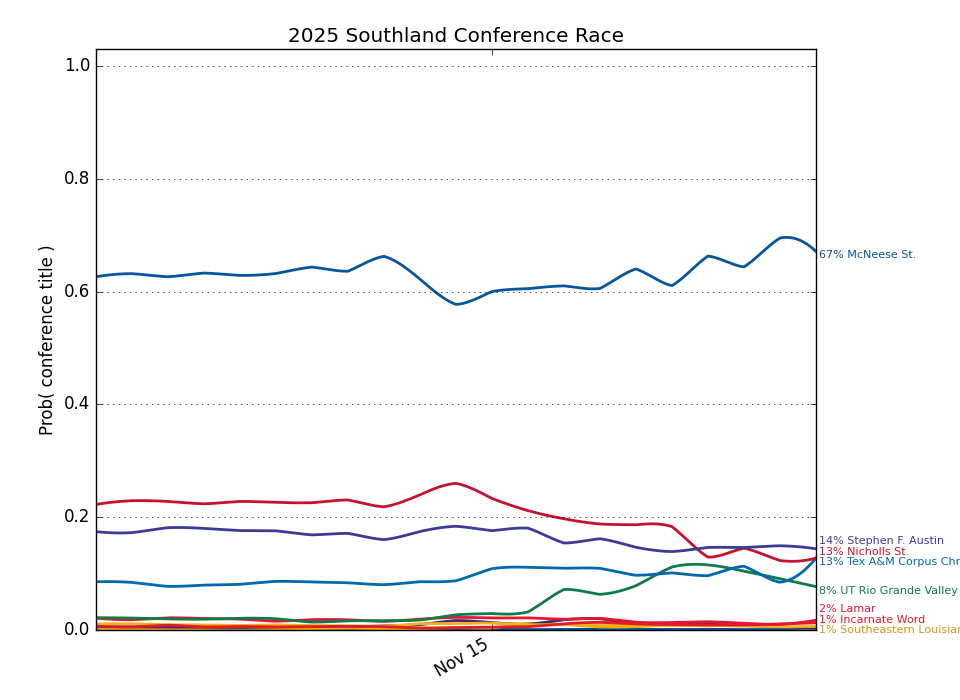 2025 Southland Conference Race
Prob( conference title )
1.0
0.8
0.6
0.4
0.2
0.0
Nov 15
67% McNeese St.
14% Stephen F. Austin
13% Nicholls St.
13% Tex A&M Corpus Chr
8% UT Rio Grande Valley
2% Lamar
1% Incarnate Word
1% Southeastern Louisian